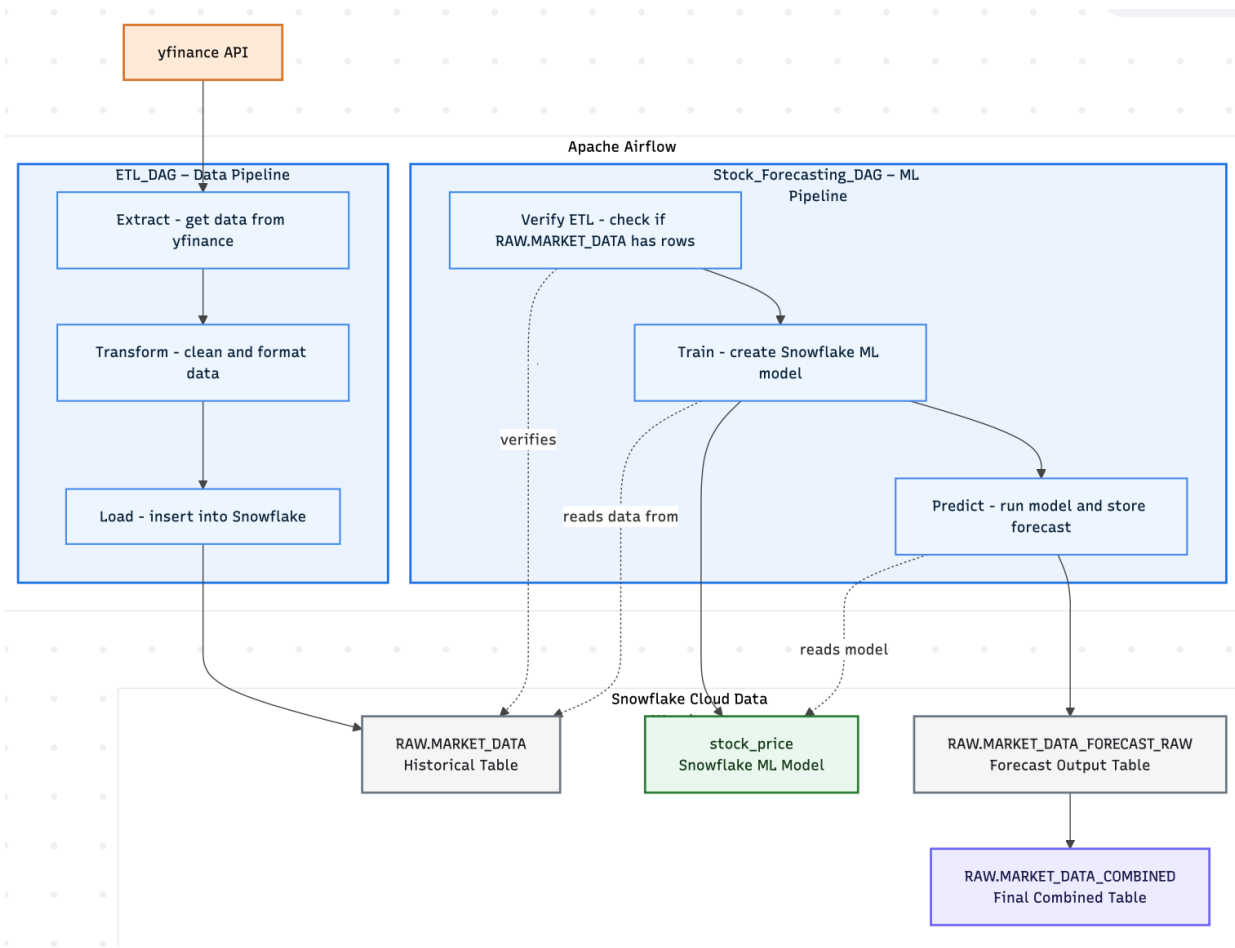 yfinance API
Apache Airflow
ETL_DAG – Data Pipeline
Extract - get data from
yfinance
Transform - clean and format
data
Load - insert into Snowflake
Stock_Forecasting_DAG – ML
Pipeline
Verify ETL - check if
RAW.MARKET_DATA has rows
Train - create Snowflake ML
model
Predict - run model and store
forecast
verifies
reads data from
reads model
Snowflake Cloud Data
RAW.MARKET_DATA
Historical Table
stock_price
Snowflake ML Model
RAW.MARKET_DATA_FORECAST_RAW
Forecast Output Table
RAW.MARKET_DATA_COMBINED
Final Combined Table